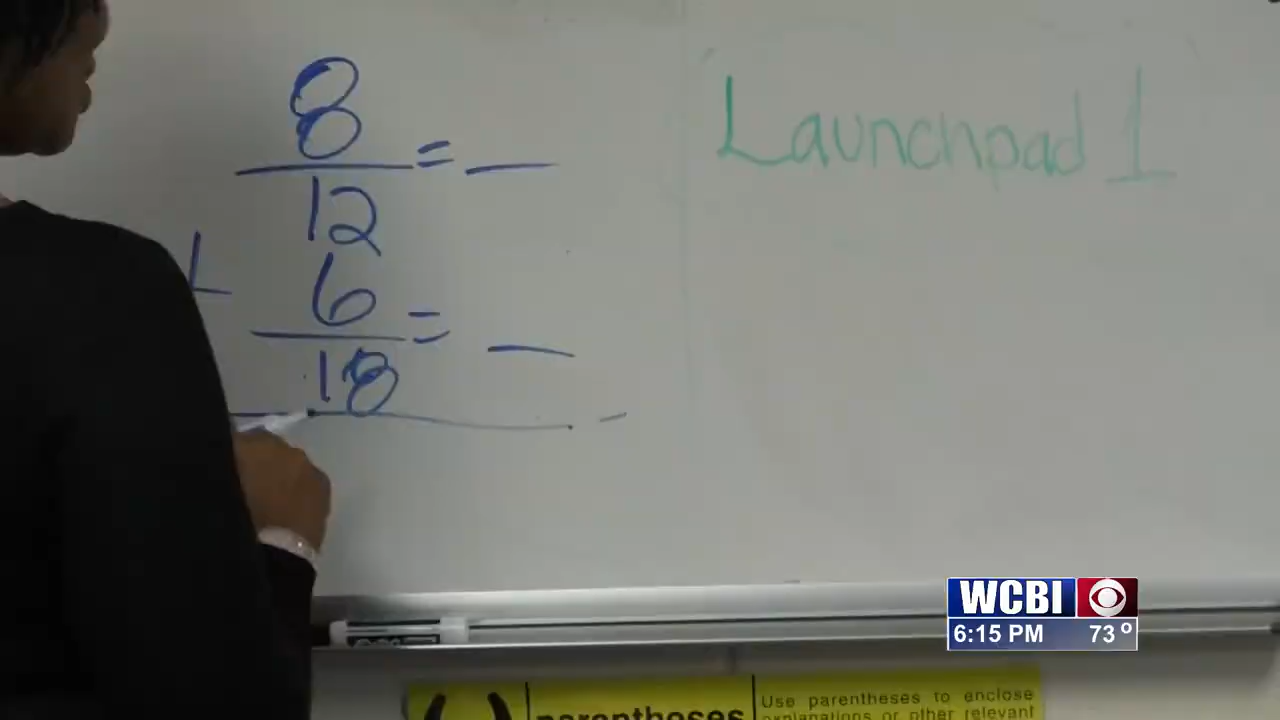 8 = _
12
+ 6 = _
18
Launchpad 1
WCBI
6:15 PM 73°
parentheses
Use parentheses to enclose
explanations or other relevant